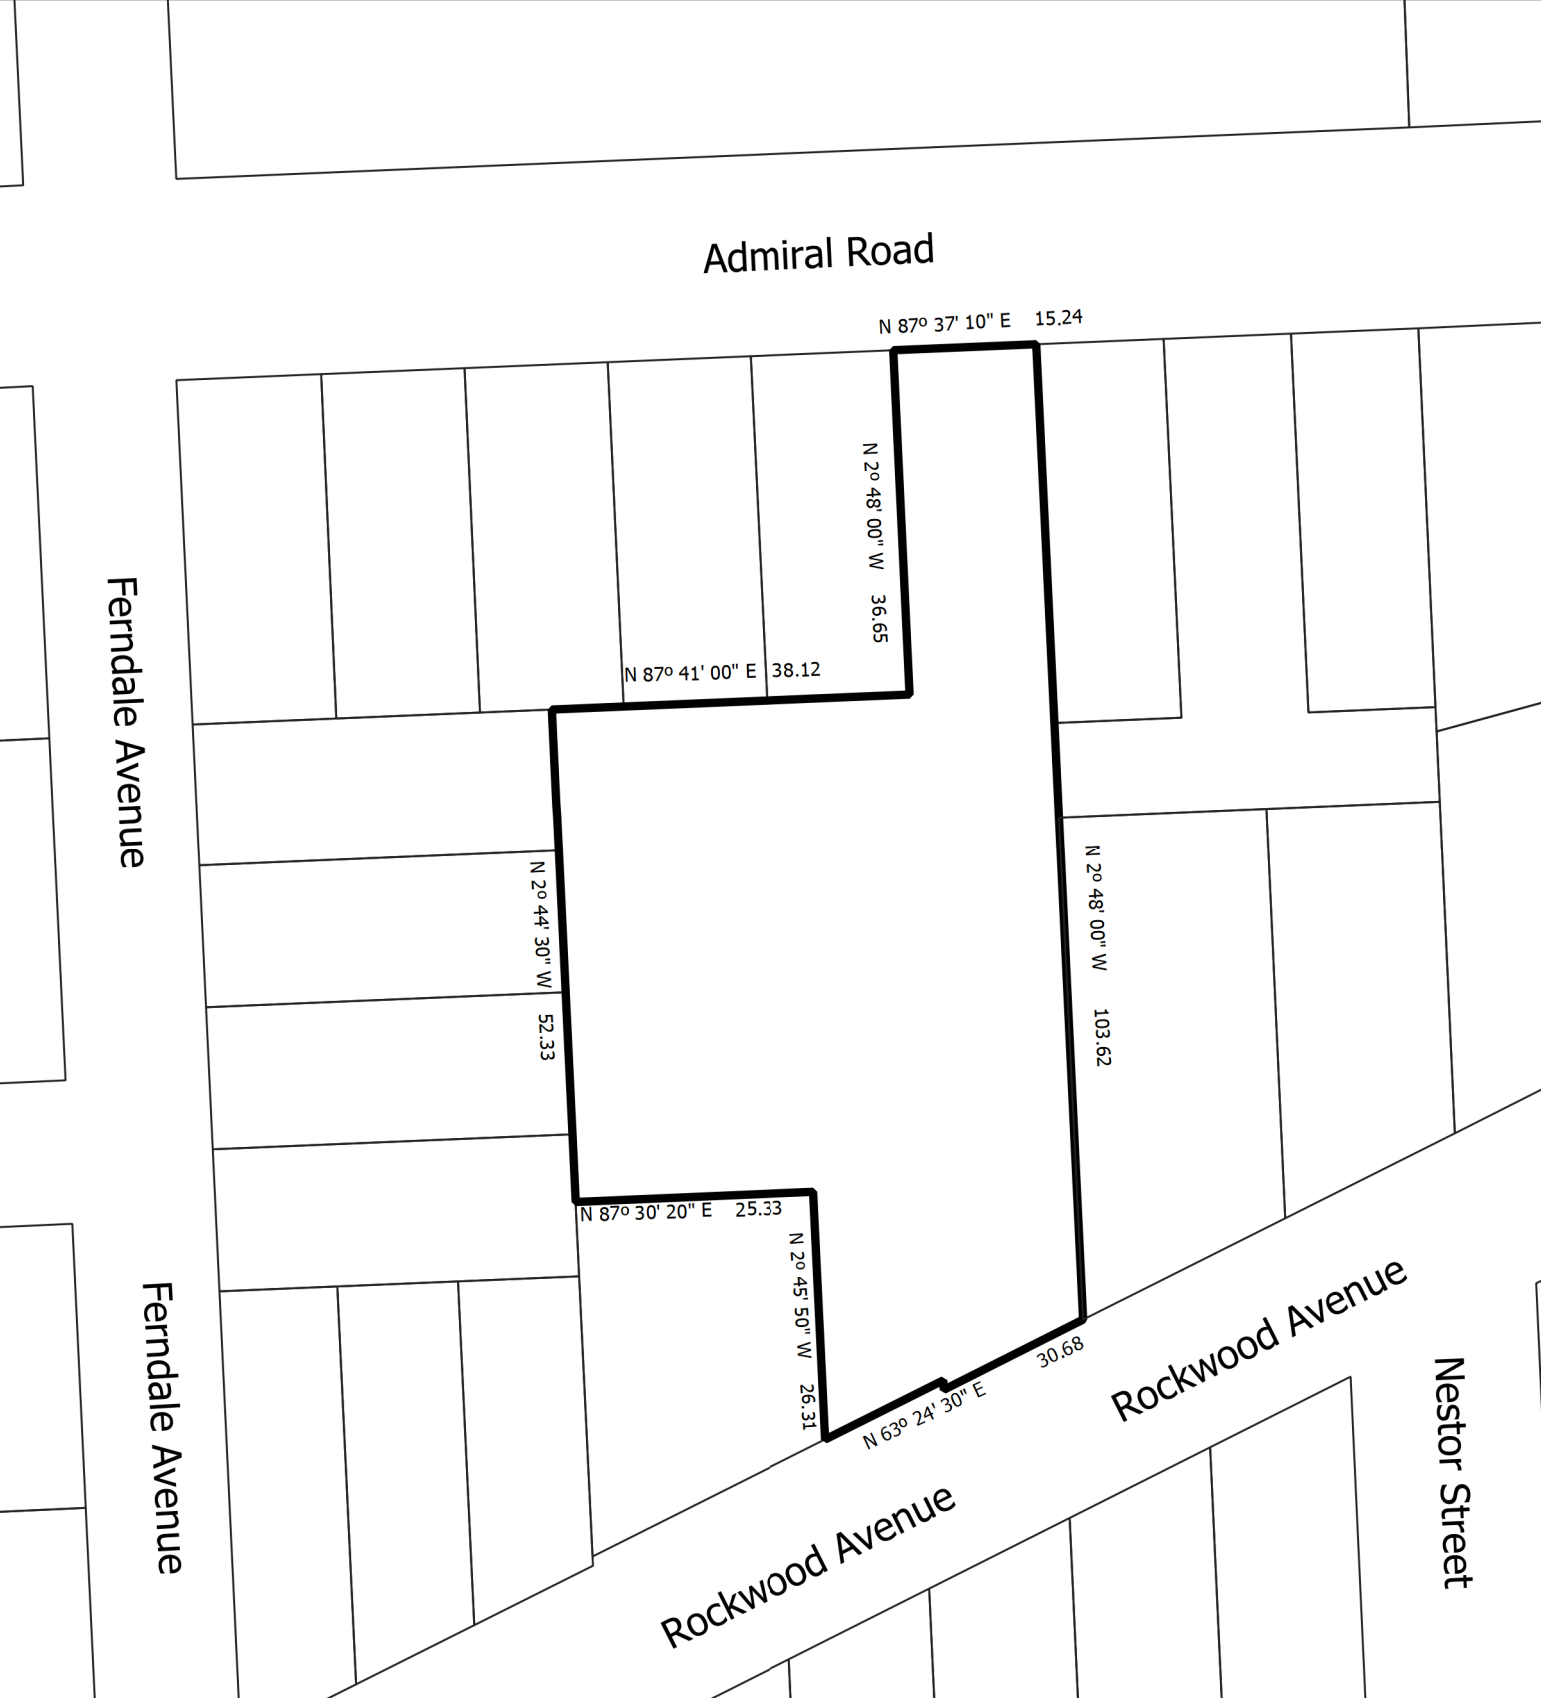 Admiral Road
N 87º 37' 10" E 15.24
N 2º 48' 00" W 36.65
Ferndale Avenue
N 87º 41' 00" E 38.12
N 2º 44' 30" W 52.33
N 2º 48' 00" W 103.62
N 87º 30' 20" E 25.33
N 2º 45' 50" W 26.31
N 63º 24' 30" E 30.68
Ferndale Avenue
Rockwood Avenue
Rockwood Avenue
Nestor Street